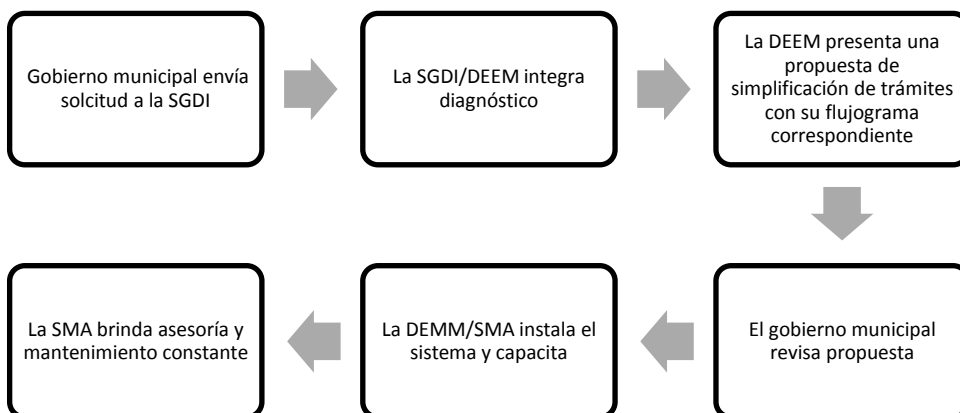 Gobierno municipal envía
solcitud a la SGDI
La SGDI/DEEM integra
diagnóstico
La DEEM presenta una
propuesta de
simplificación de trámites
con su flujograma
correspondiente
El gobierno municipal
revisa propuesta
La DEMM/SMA instala el
sistema y capacita
La SMA brinda asesoría y
mantenimiento constante